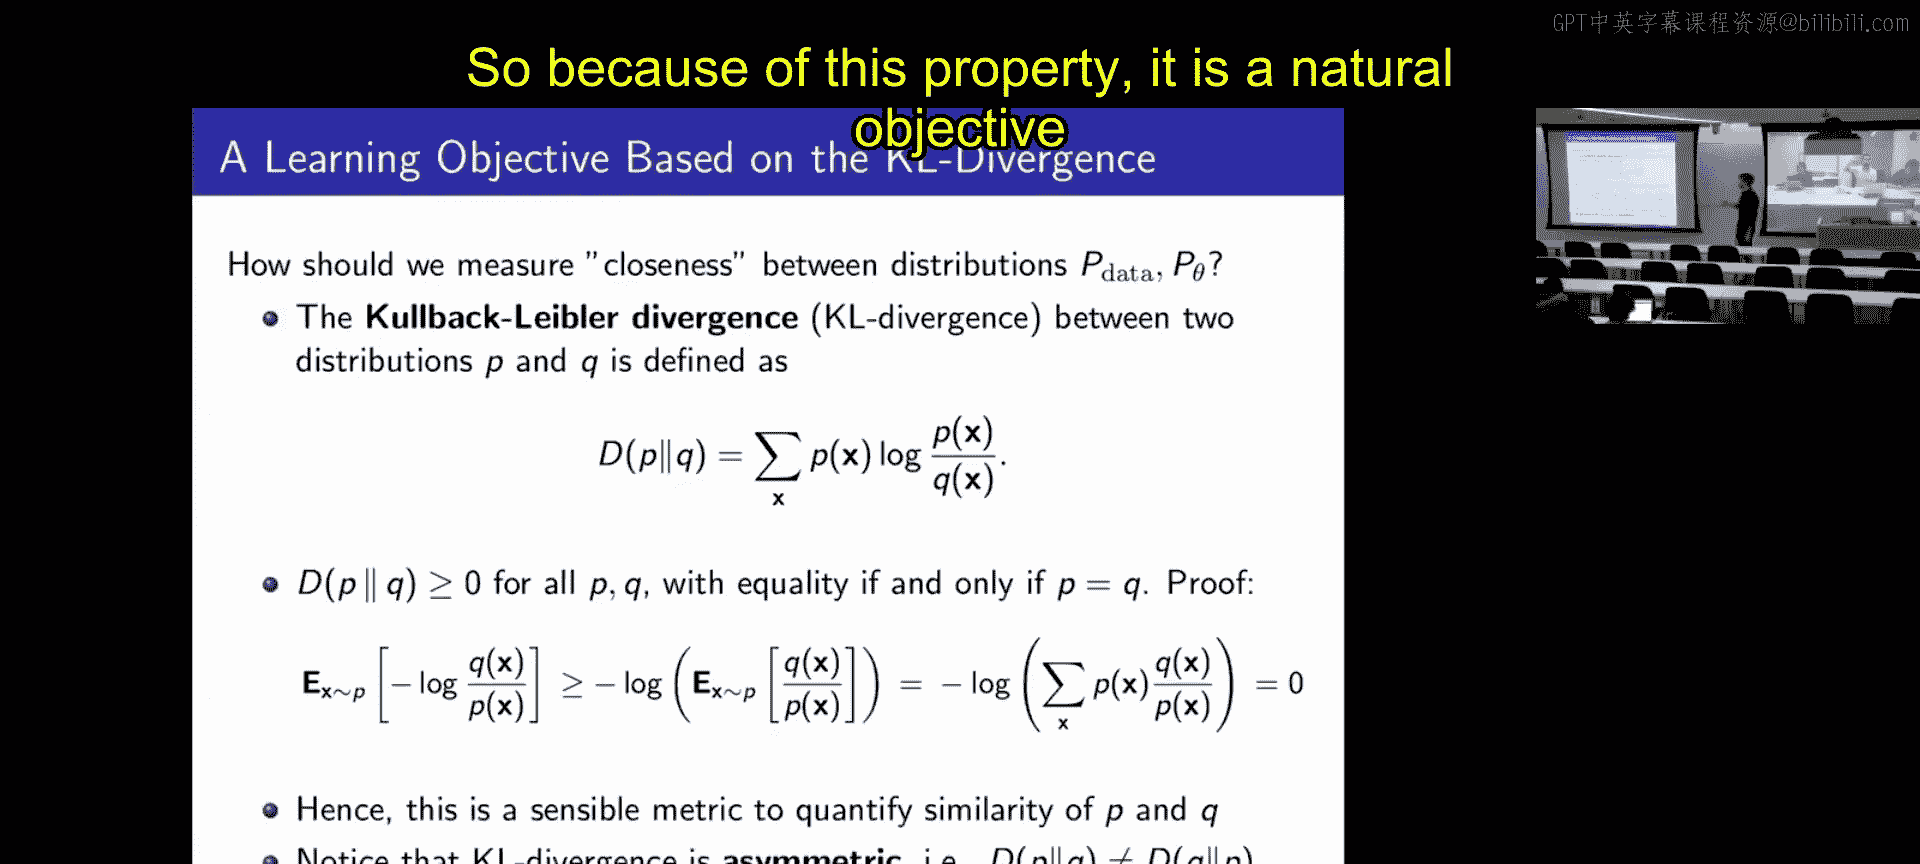 GPT中英字幕课程资源@bilibili.com
So because of this property, it is a natural
objective
A Learning Objective Based on the KL-Divergence
How should we measure "closeness" between distributions P_data, P_θ?
The Kullback-Leibler divergence (KL-divergence) between two
distributions p and q is defined as
D(p‖q) = ∑_x p(x) log p(x)/q(x).
D(p ‖ q) ≥ 0 for all p, q, with equality if and only if p = q. Proof:
E_{x∼p} [− log q(x)/p(x)] ≥ − log (E_{x∼p} [q(x)/p(x)]) = − log (∑_x p(x) q(x)/p(x)) = 0
Hence, this is a sensible metric to quantify similarity of p and q
Notice that KL-divergence is asymmetric, i.e., D(p‖q) ≠ D(q‖p)